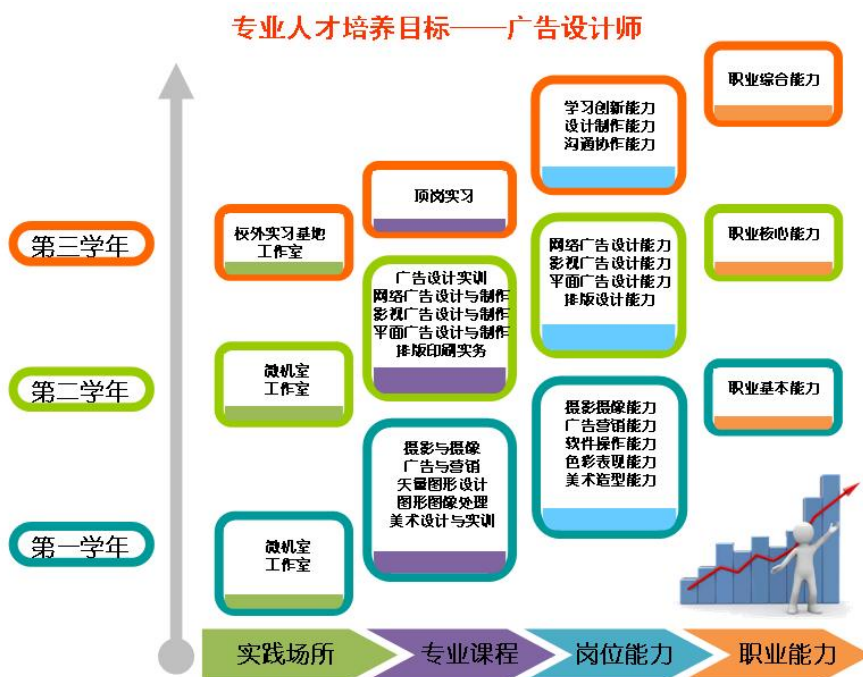 专业人才培养目标——广告设计师
职业综合能力
学习创新能力
设计制作能力
沟通协作能力
顶岗实习
第三学年
校外实习基地
工作室
网络广告设计能力
影视广告设计能力
平面广告设计能力
排版设计能力
职业核心能力
广告设计实训
网络广告设计与制作
影视广告设计与制作
平面广告设计与制作
排版印刷实务
第二学年
微机室
工作室
摄影摄像能力
广告营销能力
软件操作能力
色彩表现能力
美术造型能力
职业基本能力
摄影与摄像
广告与营销
矢量图形设计
图形图像处理
美术设计与实训
第一学年
微机室
工作室
实践场所
专业课程
岗位能力
职业能力